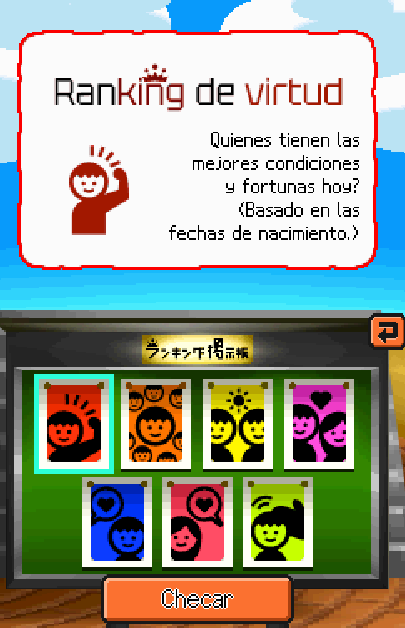 Ranking de virtud
Quienes tienen las
mejores condiciones
y fortunas hoy?
(Basado en las
fechas de nacimiento.)
ランキング掲示板
Checar